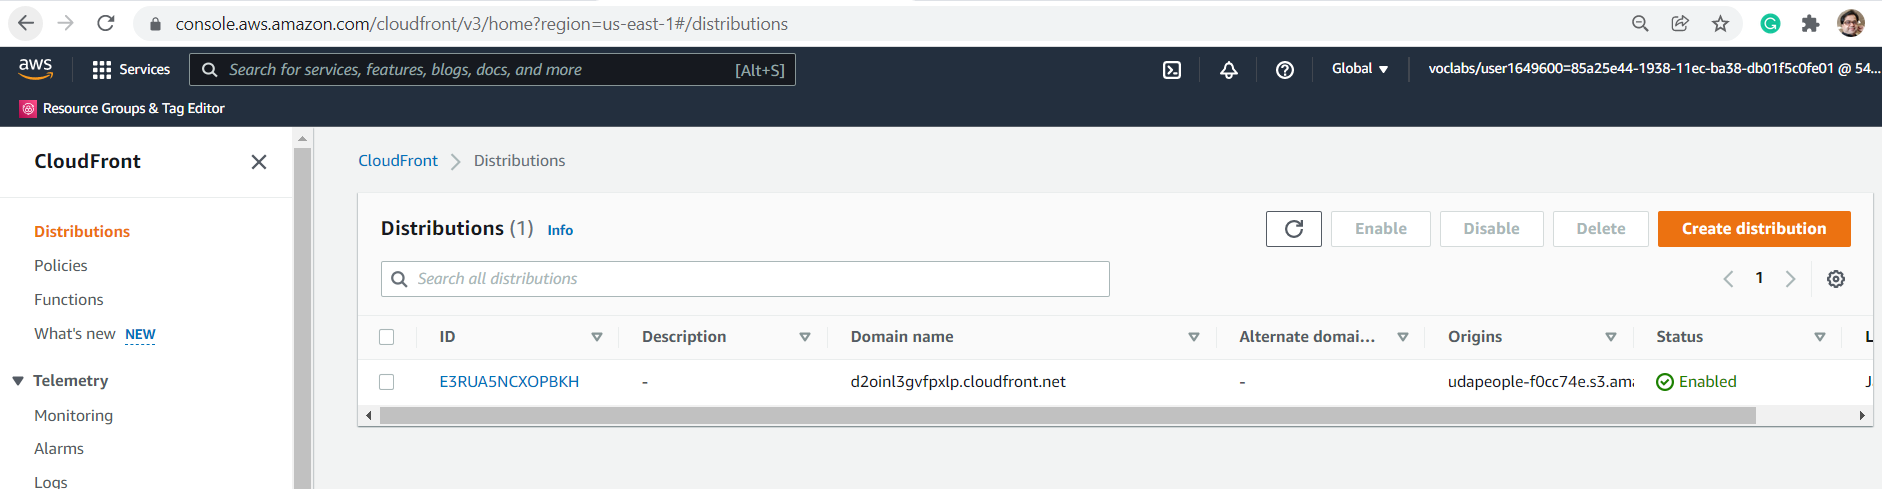 console.aws.amazon.com/cloudfront/v3/home?region=us-east-1#/distributions
aws Services Search for services, features, blogs, docs, and more [Alt+S] Global voclabs/user1649600=85a25e44-1938-11ec-ba38-db01f5c0fe01 @ 54...
Resource Groups & Tag Editor
CloudFront
Distributions
Policies
Functions
What's new NEW
Telemetry
Monitoring
Alarms
Logs
CloudFront Distributions
Distributions (1) Info Enable Disable Delete Create distribution
Search all distributions 1
ID Description Domain name Alternate domai... Origins Status L
E3RUA5NCXOPBKH - d2oinl3gvfpxlp.cloudfront.net - udapeople-f0cc74e.s3.ama Enabled J